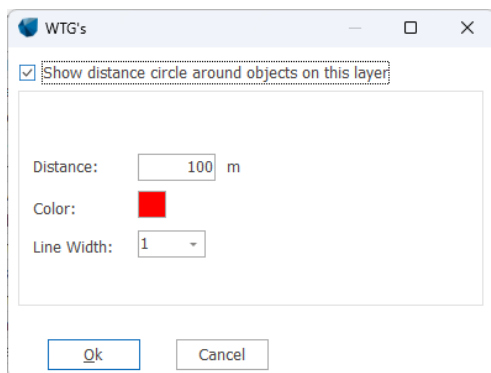 WTG's
Show distance circle around objects on this layer
Distance: 100 m
Color:
Line Width: 1
Ok Cancel